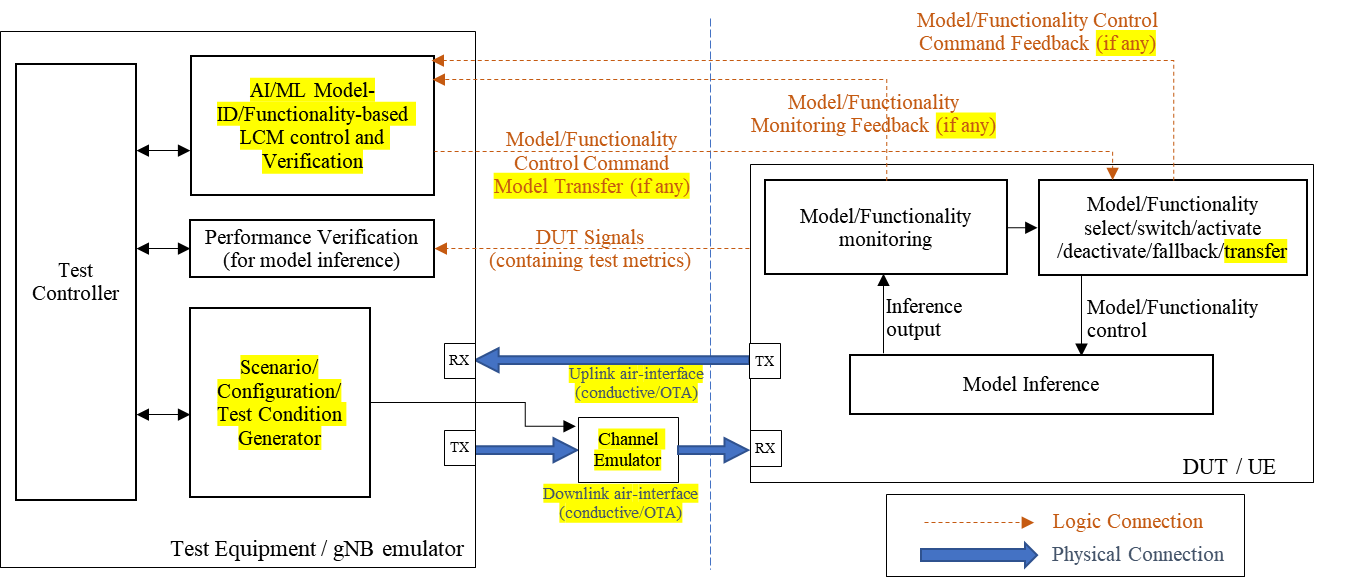 Model/Functionality Control
Command Feedback (if any)
AI/ML Model-
ID/Functionality-based
LCM control and
Verification
Model/Functionality
Monitoring Feedback (if any)
Model/Functionality
Control Command
Model Transfer (if any)
Test
Controller
Performance Verification
(for model inference)
DUT Signals
(containing test metrics)
Model/Functionality
monitoring
Model/Functionality
select/switch/activate
/deactivate/fallback/transfer
Inference
output
Model/Functionality
control
Scenario/
Configuration/
Test Condition
Generator
RX
Uplink air-interface
(conductive/OTA)
TX
Model Inference
TX
Channel
Emulator
RX
Downlink air-interface
(conductive/OTA)
DUT / UE
Test Equipment / gNB emulator
Logic Connection
Physical Connection